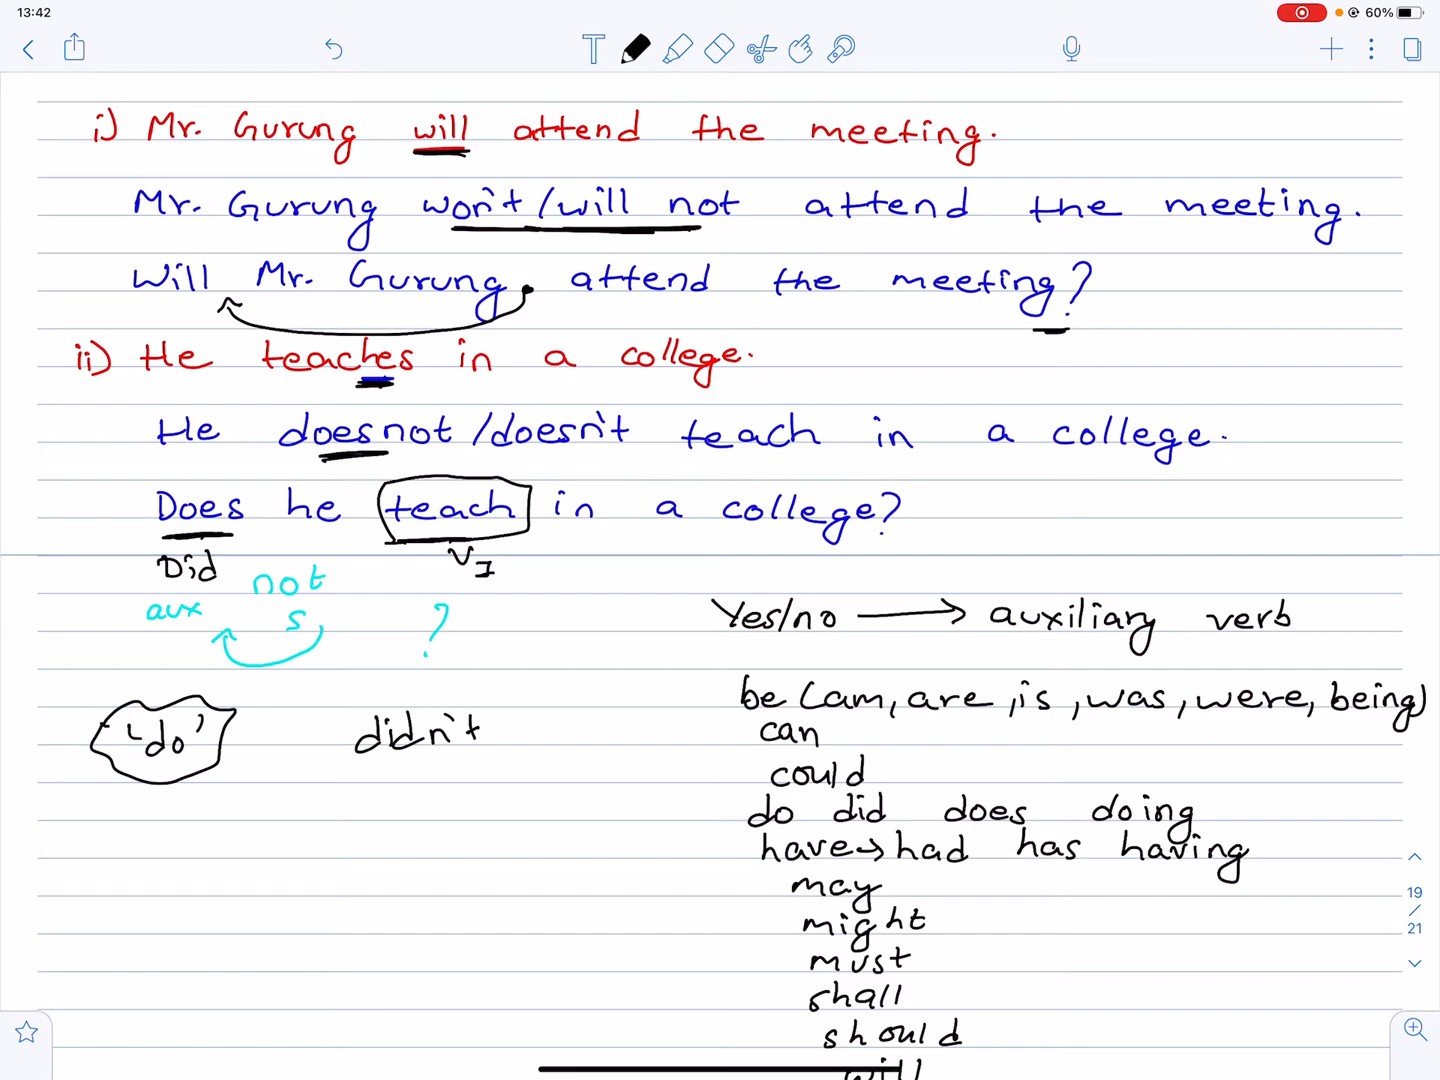 13:42
60%
i) Mr. Gurung will attend the meeting.
Mr. Gurung won't/will not attend the meeting.
Will Mr. Gurung attend the meeting?
ii) He teaches in a college.
He doesnot/doesn't teach in a college.
Does he teach in a college?
Did V1
not
aux s ?
Yes/no → auxiliary verb
be (am, are, is, was, were, being)
'do' didn't
can
could
do did does doing
have→had has having
may
might
must
shall
should
will
19
/
21